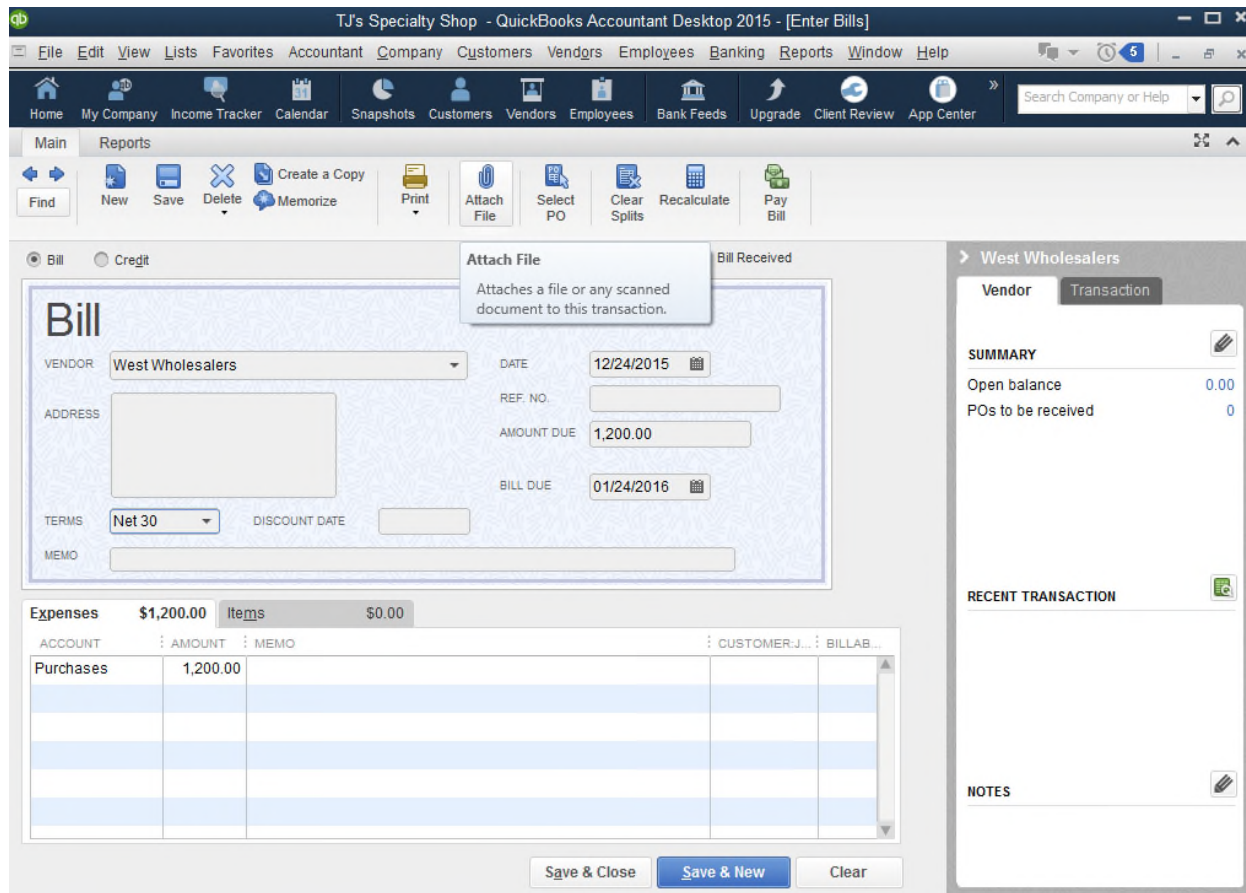 qb TJ's Specialty Shop - QuickBooks Accountant Desktop 2015 - [Enter Bills]
File Edit View Lists Favorites Accountant Company Customers Vendors Employees Banking Reports Window Help 5
31
Home My Company Income Tracker Calendar Snapshots Customers Vendors Employees Bank Feeds Upgrade Client Review App Center » Search Company or Help
Main Reports
Find New Save Delete Create a Copy Memorize Print Attach File Select PO Clear Splits Recalculate Pay Bill
Bill Credit Bill Received
Attach File
Attaches a file or any scanned
document to this transaction.
Bill
VENDOR West Wholesalers DATE 12/24/2015
ADDRESS REF. NO.
AMOUNT DUE 1,200.00
BILL DUE 01/24/2016
TERMS Net 30 DISCOUNT DATE
MEMO
Expenses $1,200.00 Items $0.00
ACCOUNT AMOUNT MEMO CUSTOMER:J... BILLAB...
Purchases 1,200.00
Save & Close Save & New Clear
West Wholesalers
Vendor Transaction
SUMMARY
Open balance 0.00
POs to be received 0
RECENT TRANSACTION
NOTES